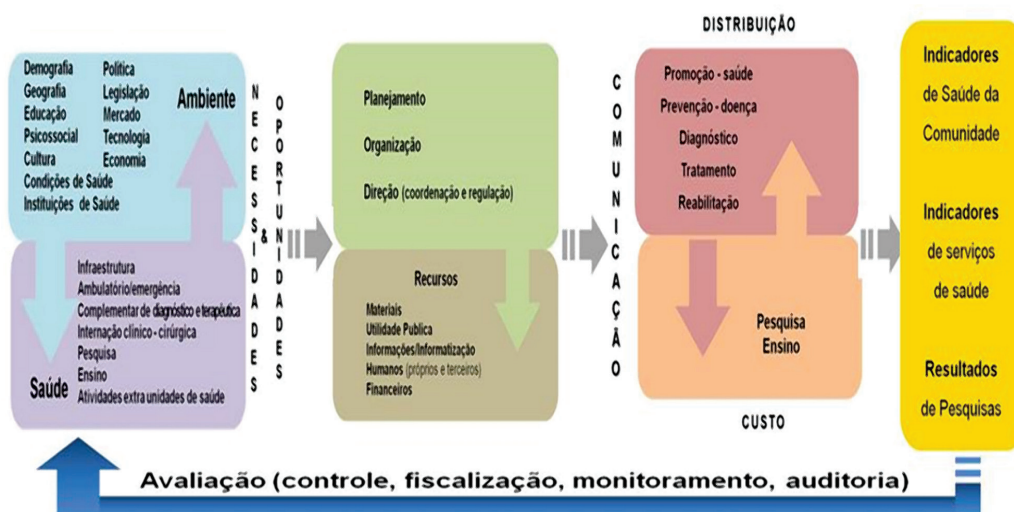 Demografia
Geografia
Educação
Psicossocial
Cultura
Condições de Saúde
Instituições de Saúde
Política
Legislação
Mercado
Tecnologia
Economia
Ambiente
Infraestrutura
Ambulatório/emergência
Complementar de diagnóstico e terapêutica
Internação clínico - cirúrgica
Pesquisa
Ensino
Atividades extra unidades de saúde
Saúde
NECESSIDADES
&
OPORTUNIDADES
Planejamento
Organização
Direção (coordenação e regulação)
Recursos
Materiais
Utilidade Publica
Informações/Informatização
Humanos (próprios e terceiros)
Financeiros
COMUNICAÇÃO
DISTRIBUIÇÃO
Promoção - saúde
Prevenção - doença
Diagnóstico
Tratamento
Reabilitação
Pesquisa
Ensino
CUSTO
Indicadores
de Saúde da
Comunidade
Indicadores
de serviços
de saúde
Resultados
de Pesquisas
Avaliação (controle, fiscalização, monitoramento, auditoria)